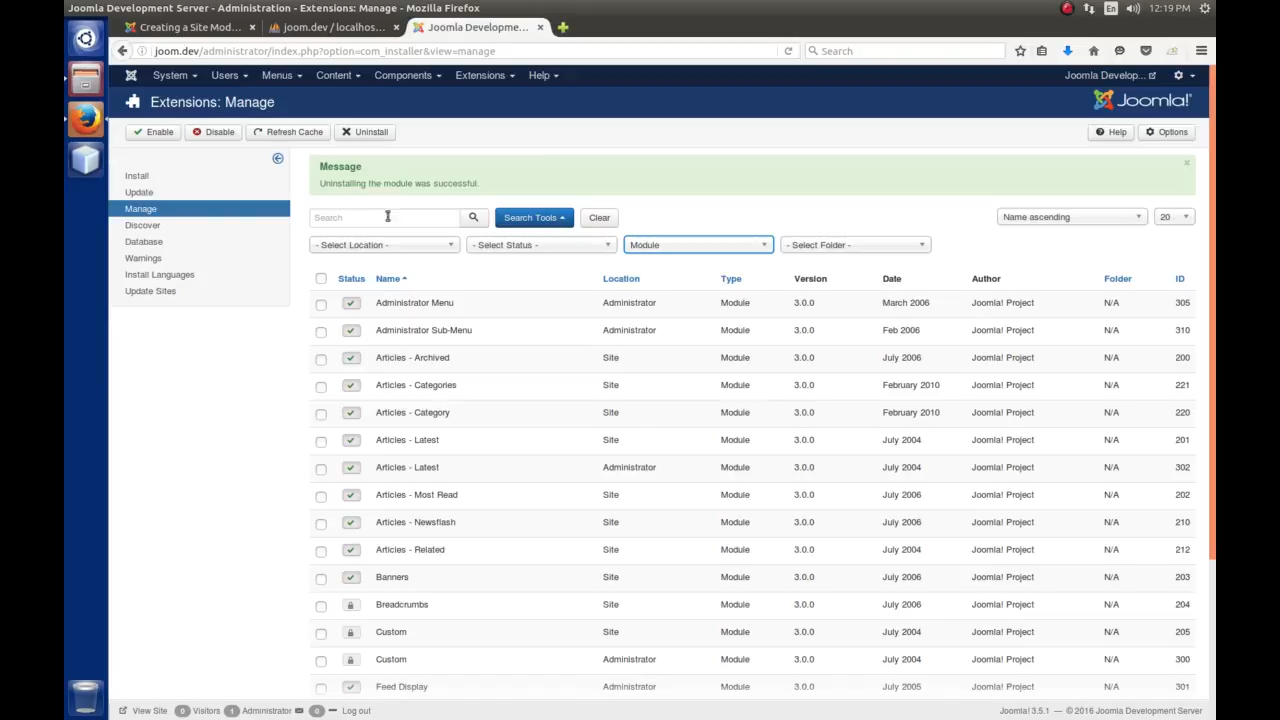 Joomla Development Server - Administration - Extensions: Manage - Mozilla Firefox
En 12:19 PM
Creating a Site Mod... × joom.dev / localhos... × Joomla Developme... ×
joom.dev/administrator/index.php?option=com_installer&view=manage Search
System Users Menus Content Components Extensions Help Joomla Develop...
Extensions: Manage Joomla!
Enable Disable Refresh Cache Uninstall Help Options
Install
Update
Manage
Discover
Database
Warnings
Install Languages
Update Sites
Message ×
Uninstalling the module was successful.
Search Search Tools Clear Name ascending 20
- Select Location - - Select Status - Module - Select Folder -
Status Name Location Type Version Date Author Folder ID
Administrator Menu Administrator Module 3.0.0 March 2006 Joomla! Project N/A 305
Administrator Sub-Menu Administrator Module 3.0.0 Feb 2006 Joomla! Project N/A 310
Articles - Archived Site Module 3.0.0 July 2006 Joomla! Project N/A 200
Articles - Categories Site Module 3.0.0 February 2010 Joomla! Project N/A 221
Articles - Category Site Module 3.0.0 February 2010 Joomla! Project N/A 220
Articles - Latest Site Module 3.0.0 July 2004 Joomla! Project N/A 201
Articles - Latest Administrator Module 3.0.0 July 2004 Joomla! Project N/A 302
Articles - Most Read Site Module 3.0.0 July 2006 Joomla! Project N/A 202
Articles - Newsflash Site Module 3.0.0 July 2006 Joomla! Project N/A 210
Articles - Related Site Module 3.0.0 July 2004 Joomla! Project N/A 212
Banners Site Module 3.0.0 July 2006 Joomla! Project N/A 203
Breadcrumbs Site Module 3.0.0 July 2006 Joomla! Project N/A 204
Custom Site Module 3.0.0 July 2004 Joomla! Project N/A 205
Custom Administrator Module 3.0.0 July 2004 Joomla! Project N/A 300
Feed Display Administrator Module 3.0.0 July 2005 Joomla! Project N/A 301
View Site 0 Visitors 1 Administrator 0 Log out Joomla! 3.5.1 — © 2016 Joomla Development Server